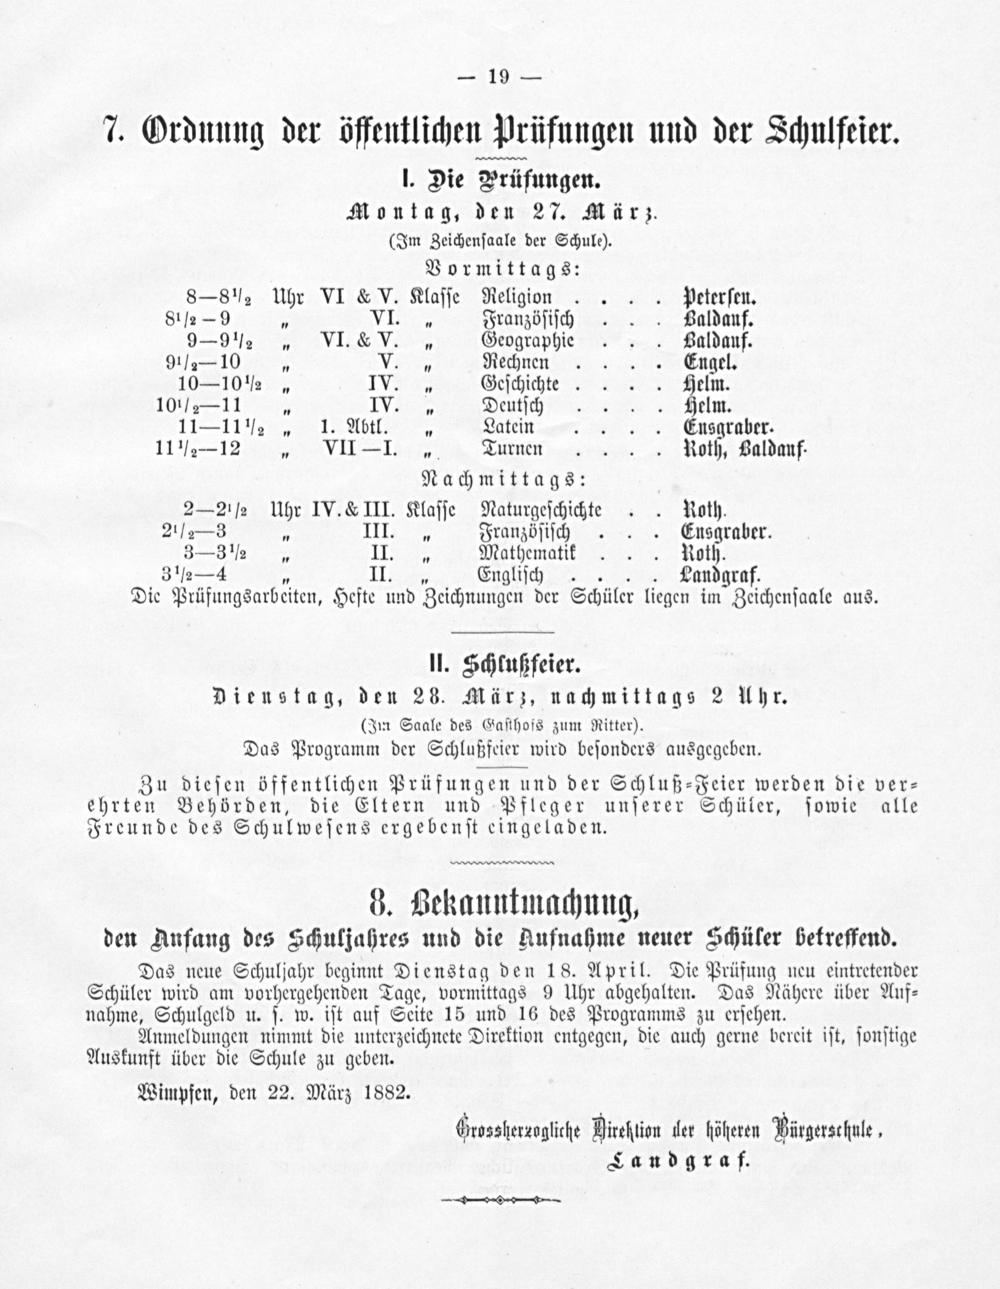 — 19 —
7. Ordnung der öffentlichen Prüfungen und der Schulfeier.
I. Die Prüfungen.
Montag, den 27. März.
(Im Zeichensaale der Schule).
Vormittags:
8—8½ Uhr VI & V. Klasse Religion . . . . Petersen.
8½—9 „ VI. „ Französisch . . . Baldauf.
9—9½ „ VI. & V. „ Geographie . . . Baldauf.
9½—10 „ V. „ Rechnen . . . . Engel.
10—10½ „ IV. „ Geschichte . . . . Helm.
10½—11 „ IV. „ Deutsch . . . . Helm.
11—11½ „ 1. Abtl. „ Latein . . . . Ensgraber.
11½—12 „ VII—I. „ Turnen . . . . Roth, Baldauf.
Nachmittags:
2—2½ Uhr IV. & III. Klasse Naturgeschichte . . Roth.
2½—3 „ III. „ Französisch . . . Ensgraber.
3—3½ „ II. „ Mathematik . . . Roth.
3½—4 „ II. „ Englisch . . . . Landgraf.
Die Prüfungsarbeiten, Hefte und Zeichnungen der Schüler liegen im Zeichensaale aus.
II. Schlußfeier.
Dienstag, den 28. März, nachmittags 2 Uhr.
(Im Saale des Gasthofs zum Ritter).
Das Programm der Schlußfeier wird besonders ausgegeben.
Zu diesen öffentlichen Prüfungen und der Schluß-Feier werden die ver-
ehrten Behörden, die Eltern und Pfleger unserer Schüler, sowie alle
Freunde des Schulwesens ergebenst eingeladen.
8. Bekanntmachung,
den Anfang des Schuljahres und die Aufnahme neuer Schüler betreffend.
Das neue Schuljahr beginnt Dienstag den 18. April. Die Prüfung neu eintretender
Schüler wird am vorhergehenden Tage, vormittags 9 Uhr abgehalten. Das Nähere über Auf-
nahme, Schulgeld u. s. w. ist auf Seite 15 und 16 des Programms zu ersehen.
Anmeldungen nimmt die unterzeichnete Direktion entgegen, die auch gerne bereit ist, sonstige
Auskunft über die Schule zu geben.
Wimpfen, den 22. März 1882.
Grossherzogliche Direktion der höheren Bürgerschule,
Landgraf.